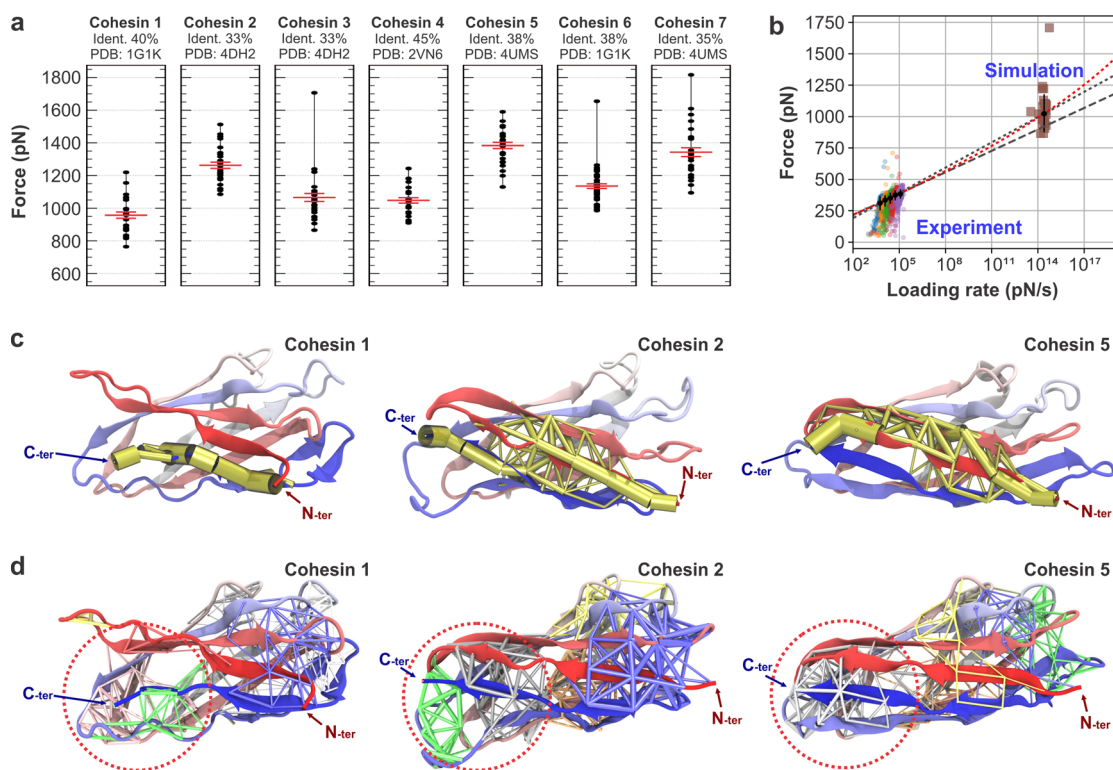 a
Cohesin 1 Cohesin 2 Cohesin 3 Cohesin 4 Cohesin 5 Cohesin 6 Cohesin 7
Ident. 40% Ident. 33% Ident. 33% Ident. 45% Ident. 38% Ident. 38% Ident. 35%
PDB: 1G1K PDB: 4DH2 PDB: 4DH2 PDB: 2VN6 PDB: 4UMS PDB: 1G1K PDB: 4UMS
Force (pN)
1800
1600
1400
1200
1000
800
600
b
Force (pN)
1750
1500
1250
1000
750
500
250
0
Simulation
Experiment
10² 10⁵ 10⁸ 10¹¹ 10¹⁴ 10¹⁷
Loading rate (pN/s)
c
Cohesin 1 Cohesin 2 Cohesin 5
C-ter N-ter C-ter N-ter C-ter N-ter
d
Cohesin 1 Cohesin 2 Cohesin 5
C-ter N-ter C-ter N-ter C-ter N-ter